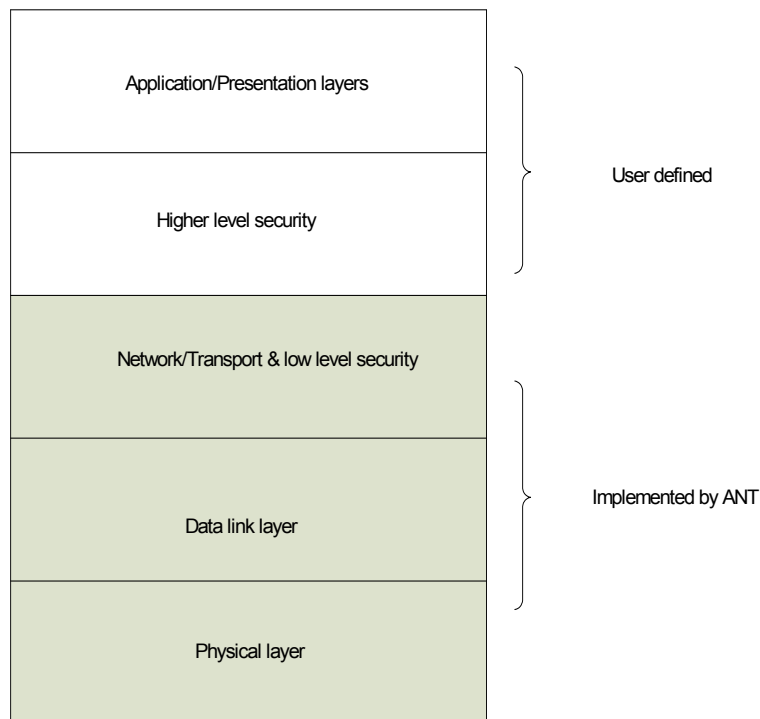 Application/Presentation layers
User defined
Higher level security
Network/Transport & low level security
Implemented by ANT
Data link layer
Physical layer